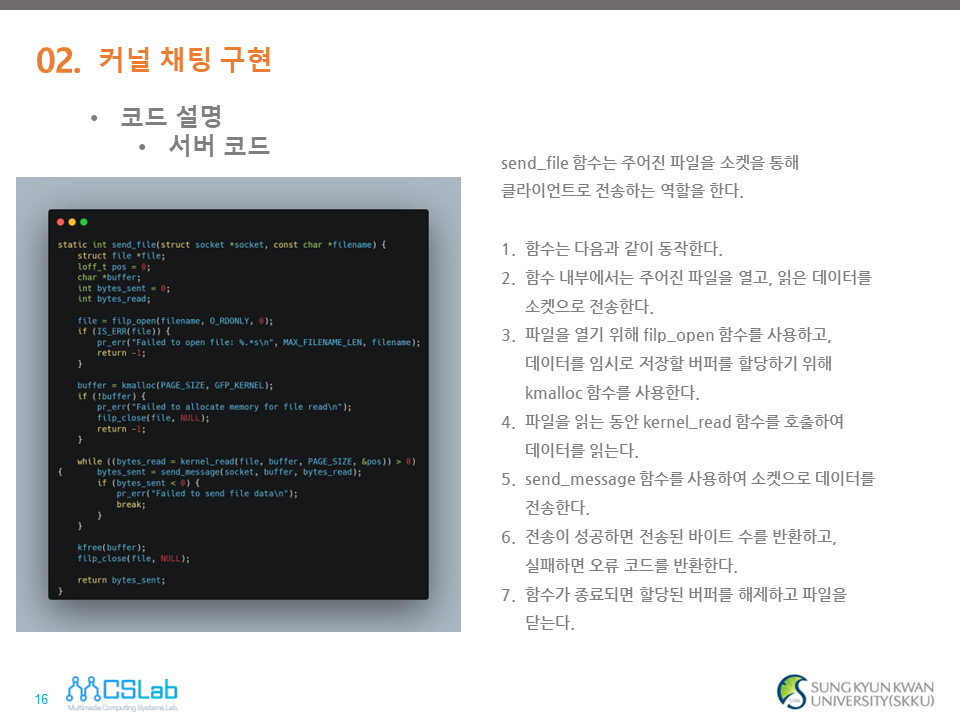 02. 커널 채팅 구현
• 코드 설명
• 서버 코드
static int send_file(struct socket *socket, const char *filename) {
struct file *file;
loff_t pos = 0;
char *buffer;
int bytes_sent = 0;
int bytes_read;
file = filp_open(filename, O_RDONLY, 0);
if (IS_ERR(file)) {
pr_err("Failed to open file: %.*s\n", MAX_FILENAME_LEN, filename);
return -1;
}
buffer = kmalloc(PAGE_SIZE, GFP_KERNEL);
if (!buffer) {
pr_err("Failed to allocate memory for file read\n");
filp_close(file, NULL);
return -1;
}
while ((bytes_read = kernel_read(file, buffer, PAGE_SIZE, &pos)) > 0)
{ bytes_sent = send_message(socket, buffer, bytes_read);
if (bytes_sent < 0) {
pr_err("Failed to send file data\n");
break;
}
}
kfree(buffer);
filp_close(file, NULL);
return bytes_sent;
}
send_file 함수는 주어진 파일을 소켓을 통해
클라이언트로 전송하는 역할을 한다.
1. 함수는 다음과 같이 동작한다.
2. 함수 내부에서는 주어진 파일을 열고, 읽은 데이터를
소켓으로 전송한다.
3. 파일을 열기 위해 filp_open 함수를 사용하고,
데이터를 임시로 저장할 버퍼를 할당하기 위해
kmalloc 함수를 사용한다.
4. 파일을 읽는 동안 kernel_read 함수를 호출하여
데이터를 읽는다.
5. send_message 함수를 사용하여 소켓으로 데이터를
전송한다.
6. 전송이 성공하면 전송된 바이트 수를 반환하고,
실패하면 오류 코드를 반환한다.
7. 함수가 종료되면 할당된 버퍼를 해제하고 파일을
닫는다.
16
CSLab
Multimedia Computing Systems Lab.
SUNG KYUN KWAN
UNIVERSITY(SKKU)